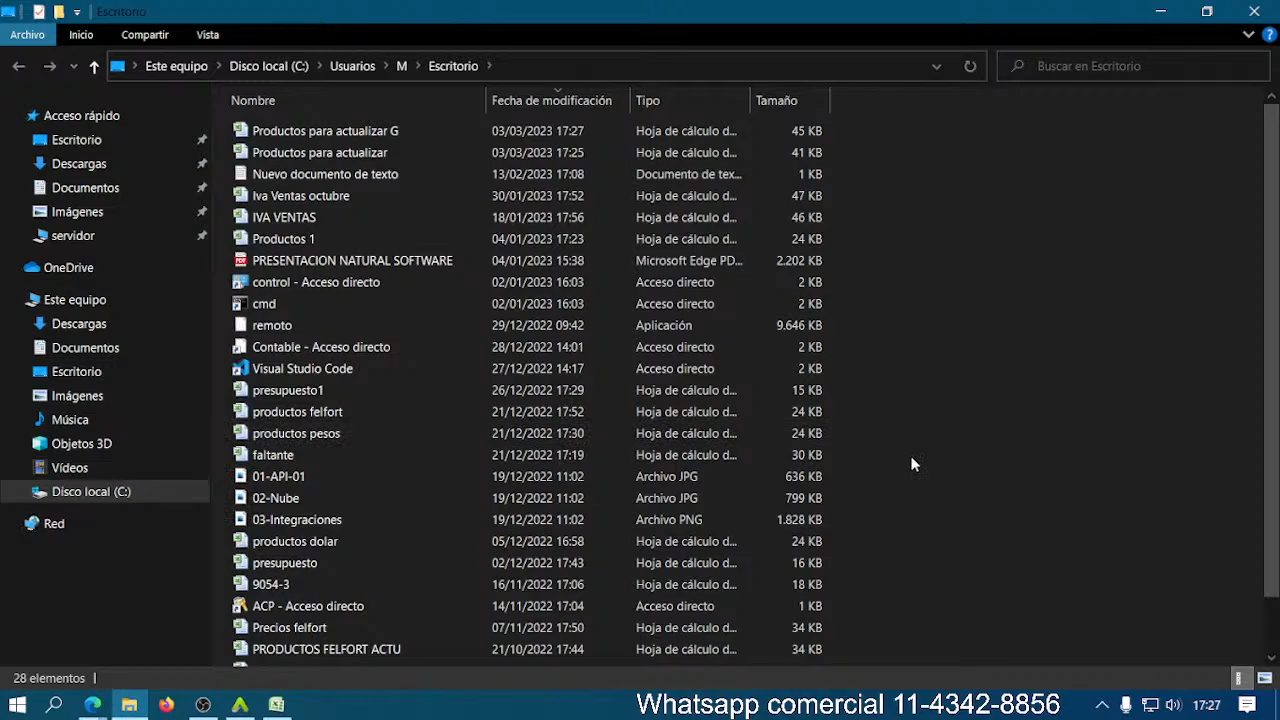 Escritorio
Archivo Inicio Compartir Vista
Este equipo Disco local (C:) Usuarios M Escritorio Buscar en Escritorio
Nombre Fecha de modificación Tipo Tamaño
Acceso rápido
Escritorio
Descargas
Documentos
Imágenes
servidor
OneDrive
Este equipo
Descargas
Documentos
Escritorio
Imágenes
Música
Objetos 3D
Vídeos
Disco local (C:)
Red
Productos para actualizar G 03/03/2023 17:27 Hoja de cálculo d... 45 KB
Productos para actualizar 03/03/2023 17:25 Hoja de cálculo d... 41 KB
Nuevo documento de texto 13/02/2023 17:08 Documento de tex... 1 KB
Iva Ventas octubre 30/01/2023 17:52 Hoja de cálculo d... 47 KB
IVA VENTAS 18/01/2023 17:56 Hoja de cálculo d... 46 KB
Productos 1 04/01/2023 17:23 Hoja de cálculo d... 24 KB
PRESENTACION NATURAL SOFTWARE 04/01/2023 15:38 Microsoft Edge PD... 2.202 KB
control - Acceso directo 02/01/2023 16:03 Acceso directo 2 KB
cmd 02/01/2023 16:03 Acceso directo 2 KB
remoto 29/12/2022 09:42 Aplicación 9.646 KB
Contable - Acceso directo 28/12/2022 14:01 Acceso directo 2 KB
Visual Studio Code 27/12/2022 14:17 Acceso directo 2 KB
presupuesto1 26/12/2022 17:29 Hoja de cálculo d... 15 KB
productos felfort 21/12/2022 17:52 Hoja de cálculo d... 24 KB
productos pesos 21/12/2022 17:30 Hoja de cálculo d... 24 KB
faltante 21/12/2022 17:19 Hoja de cálculo d... 30 KB
01-API-01 19/12/2022 11:02 Archivo JPG 636 KB
02-Nube 19/12/2022 11:02 Archivo JPG 799 KB
03-Integraciones 19/12/2022 11:02 Archivo PNG 1.828 KB
productos dolar 05/12/2022 16:58 Hoja de cálculo d... 24 KB
presupuesto 02/12/2022 17:43 Hoja de cálculo d... 16 KB
9054-3 16/11/2022 17:06 Hoja de cálculo d... 18 KB
ACP - Acceso directo 14/11/2022 17:04 Acceso directo 1 KB
Precios felfort 07/11/2022 17:50 Hoja de cálculo d... 34 KB
PRODUCTOS FELFORT ACTU 21/10/2022 17:44 Hoja de cálculo d... 34 KB
28 elementos
Whatsapp comercial 11-4342-8856 17:27